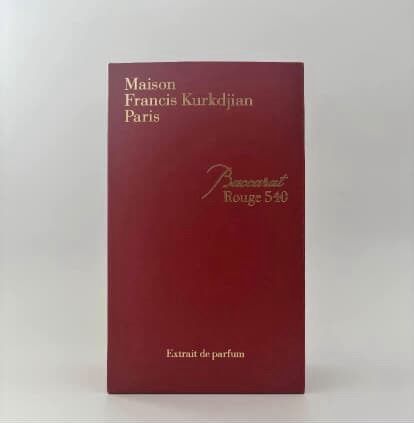 Maison
Francis Kurkdjian
Paris
Baccarat
Rouge 540
Extrait de parfum